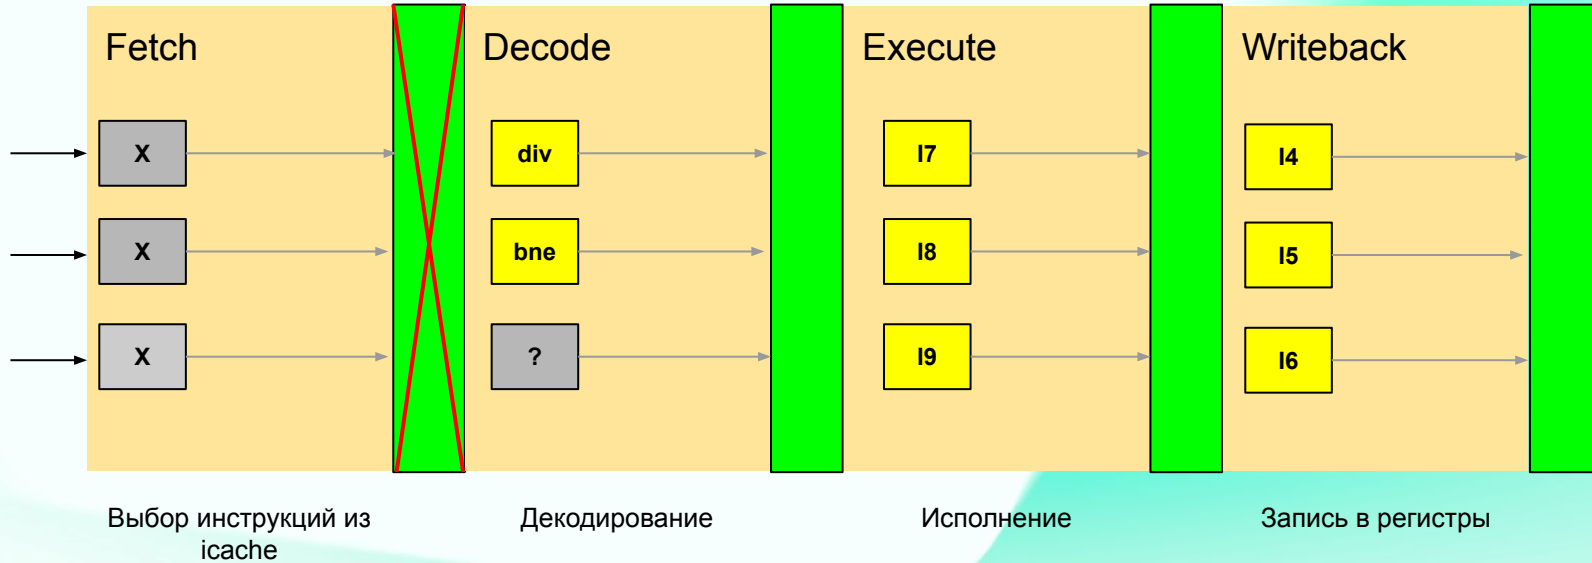 Fetch
Decode
Execute
Writeback
X
div
I7
I4
X
bne
I8
I5
X
?
I9
I6
Выбор инструкций из
icache
Декодирование
Исполнение
Запись в регистры